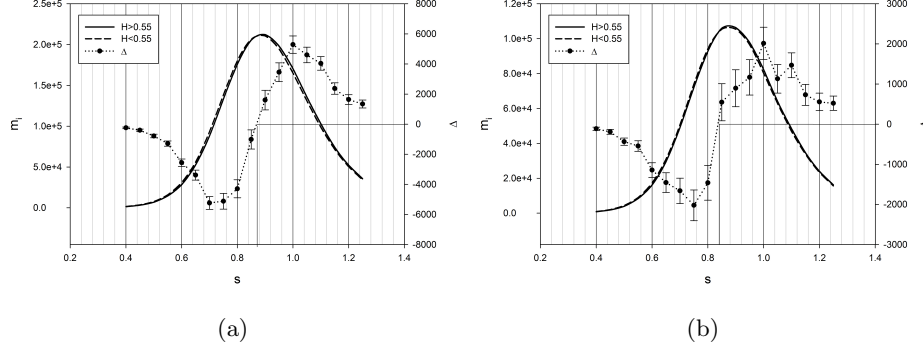 2.5e+5
2.0e+5
1.5e+5
1.0e+5
5.0e+4
0.0
m_i
H>0.55
H<0.55
Δ
8000
6000
4000
2000
0
-2000
-4000
-6000
-8000
Δ
0.2 0.4 0.6 0.8 1.0 1.2 1.4
s
(a)
1.2e+5
1.0e+5
8.0e+4
6.0e+4
4.0e+4
2.0e+4
0.0
m_i
H>0.55
H<0.55
Δ
3000
2000
1000
0
-1000
-2000
-3000
0.2 0.4 0.6 0.8 1.0 1.2 1.4
s
(b)